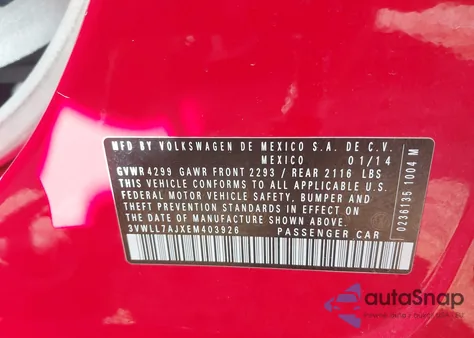 MFD BY VOLKSWAGEN DE MEXICO S.A. DE C.V.
MEXICO 01/14
GVWR 4299 GAWR FRONT 2293 / REAR 2116 LBS
THIS VEHICLE CONFORMS TO ALL APPLICABLE U.S.
FEDERAL MOTOR VEHICLE SAFETY, BUMPER AND
THEFT PREVENTION STANDARDS IN EFFECT ON
THE DATE OF MANUFACTURE SHOWN ABOVE
3VWLL7AJXEM403926 PASSENGER CAR
0236135 1004 M
autoSnap